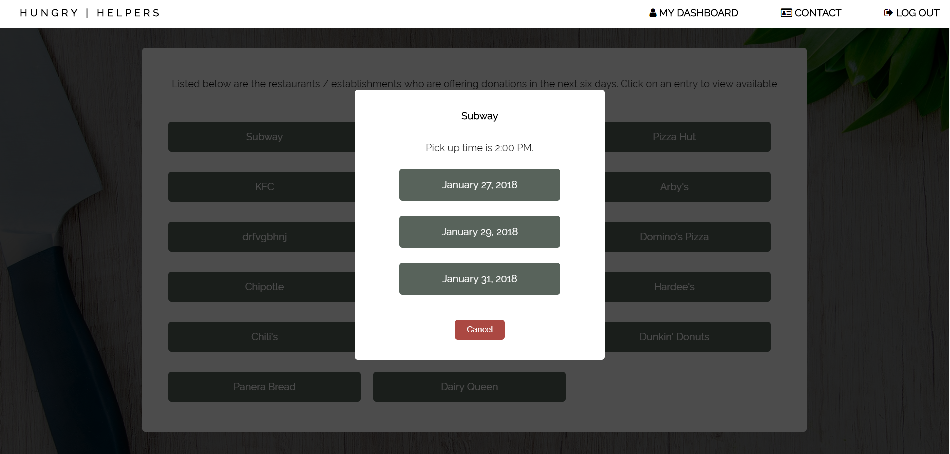 HUNGRY | HELPERS
MY DASHBOARD
CONTACT
LOG OUT
Listed below are the restaurants / establishments who are offering donations in the next six days. Click on an entry to view available
Subway
Pizza Hut
KFC
Arby's
drfvgbhnj
Domino's Pizza
Chipotle
Hardee's
Chili's
Dunkin' Donuts
Panera Bread
Dairy Queen
Subway
Pick up time is 2:00 PM.
January 27, 2018
January 29, 2018
January 31, 2018
Cancel